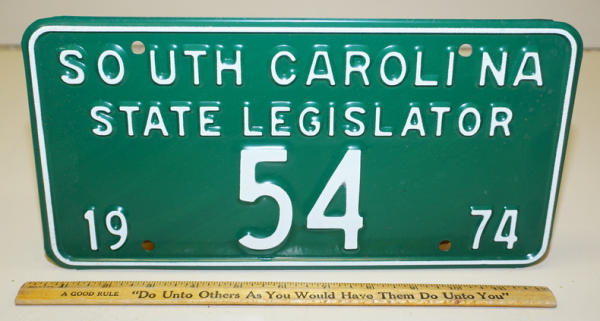 SOUTH CAROLINA
STATE LEGISLATOR
19 54 74
A GOOD RULE "Do Unto Others As You Would Have Them Do Unto You"